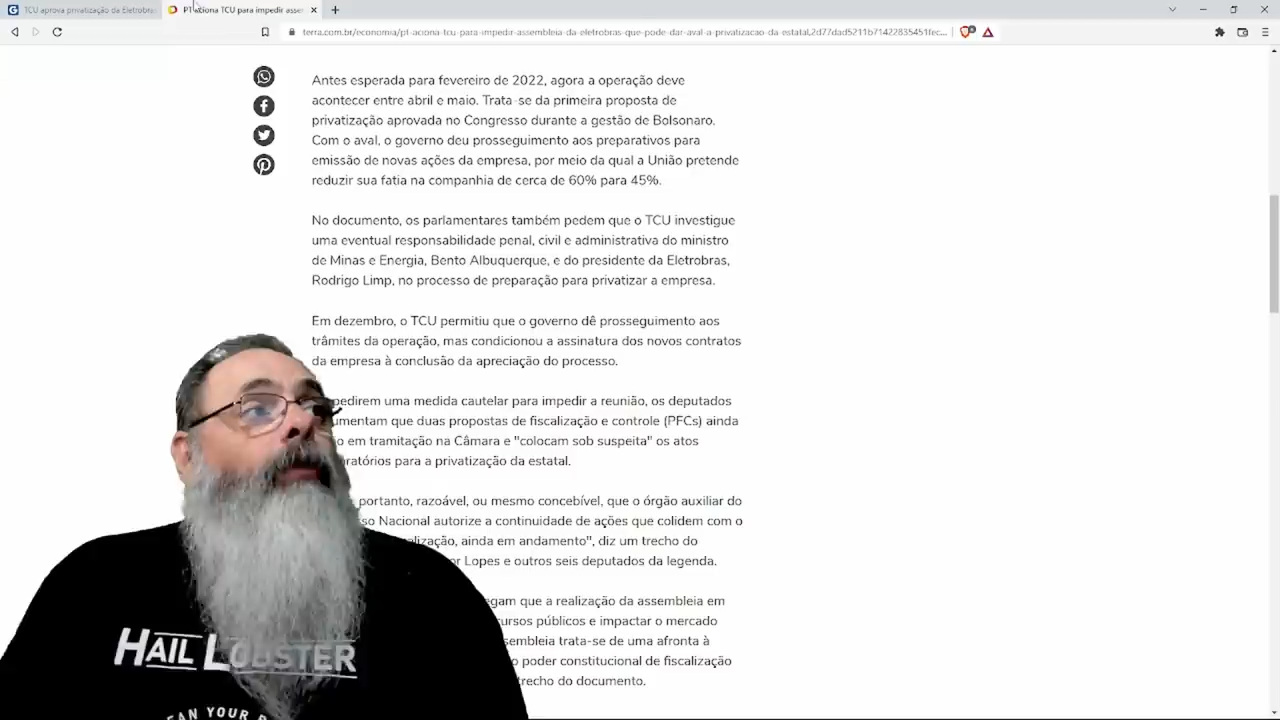 TCU aprova privatização da Eletrobras
PT aciona TCU para impedir asse
terra.com.br/economia/pt-aciona-tcu-para-impedir-assembleia-da-eletrobras-que-pode-dar-aval-a-privatizacao-da-estatal,2d77dad5211b71422835451fec...
Antes esperada para fevereiro de 2022, agora a operação deve
acontecer entre abril e maio. Trata-se da primeira proposta de
privatização aprovada no Congresso durante a gestão de Bolsonaro.
Com o aval, o governo deu prosseguimento aos preparativos para
emissão de novas ações da empresa, por meio da qual a União pretende
reduzir sua fatia na companhia de cerca de 60% para 45%.
No documento, os parlamentares também pedem que o TCU investigue
uma eventual responsabilidade penal, civil e administrativa do ministro
de Minas e Energia, Bento Albuquerque, e do presidente da Eletrobras,
Rodrigo Limp, no processo de preparação para privatizar a empresa.
Em dezembro, o TCU permitiu que o governo dê prosseguimento aos
trâmites da operação, mas condicionou a assinatura dos novos contratos
da empresa à conclusão da apreciação do processo.
pedirem uma medida cautelar para impedir a reunião, os deputados
umentam que duas propostas de fiscalização e controle (PFCs) ainda
o em tramitação na Câmara e "colocam sob suspeita" os atos
ratórios para a privatização da estatal.
portanto, razoável, ou mesmo concebível, que o órgão auxiliar do
so Nacional autorize a continuidade de ações que colidem com o
alização, ainda em andamento", diz um trecho do
or Lopes e outros seis deputados da legenda.
egam que a realização da assembleia em
cursos públicos e impactar o mercado
sembleia trata-se de uma afronta à
o poder constitucional de fiscalização
trecho do documento.
HAIL LOBSTER
EAN YOUR